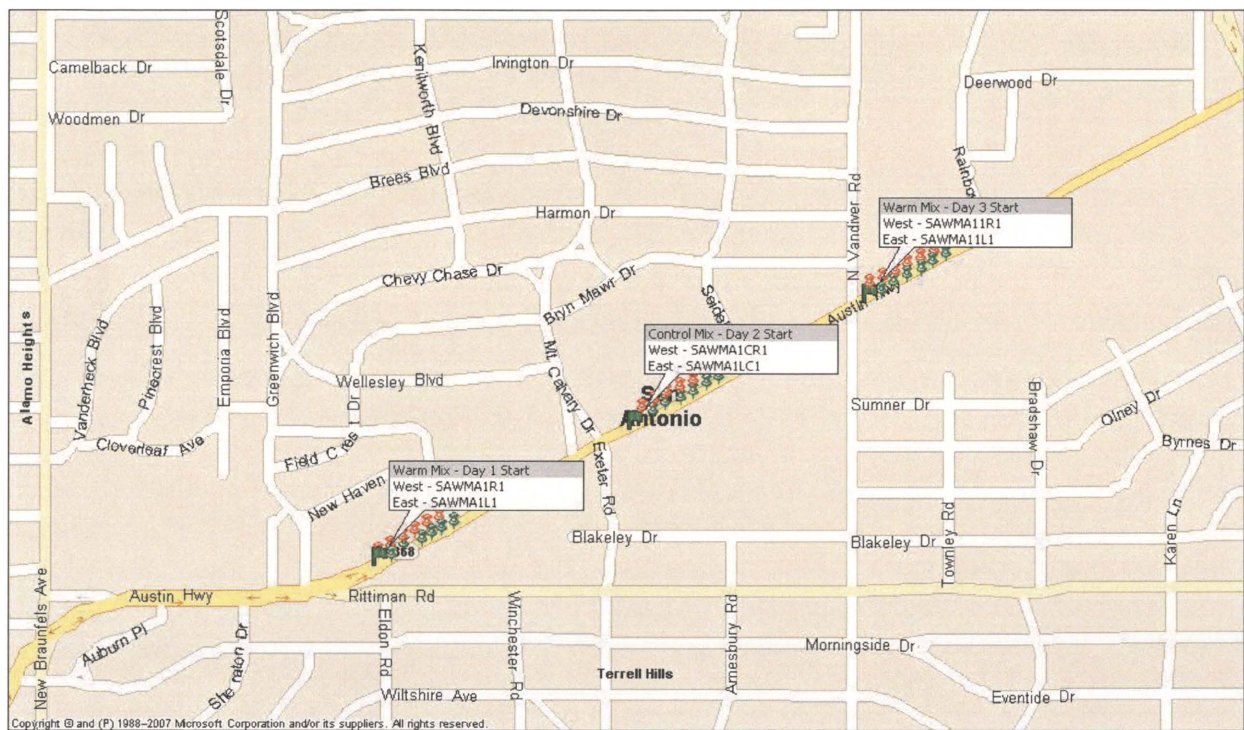 Scotsdale Dr
Camelback Dr
Woodmen Dr
Kenilworth Blvd
Irvington Dr
Devonshire Dr
Deerwood Dr
Brees Blvd
Harmon Dr
N Vandiver Rd
Warm Mix - Day 3 Start
West - SAWMA11R1
East - SAWMA11L1
Chevy Chase Dr
Bryn Mawr Dr
Austin Hwy
Alamo Heights
Vanderheck Blvd
Pinecrest Blvd
Emporia Blvd
Greenwich Blvd
Control Mix - Day 2 Start
West - SAWMA1CR1
East - SAWMA1LC1
Wellesley Blvd
Mt Calvary Dr
Antonio
Sumner Dr
Bradshaw Dr
Olney Dr
Byrnes Dr
Cloverleaf Ave
Field Crest Dr
Exeter Rd
Warm Mix - Day 1 Start
West - SAWMA1R1
East - SAWMA1L1
New Haven
368
Blakeley Dr
Blakeley Dr
Townley Rd
Karen Ln
New Braunfels Ave
Austin Hwy
Rittiman Rd
Auburn Pl
Sheraton Dr
Eldon Rd
Winchester Rd
Amesbury Rd
Morningside Dr
Terrell Hills
Wiltshire Ave
Eventide Dr
Copyright © and (P) 1988–2007 Microsoft Corporation and/or its suppliers. All rights reserved.